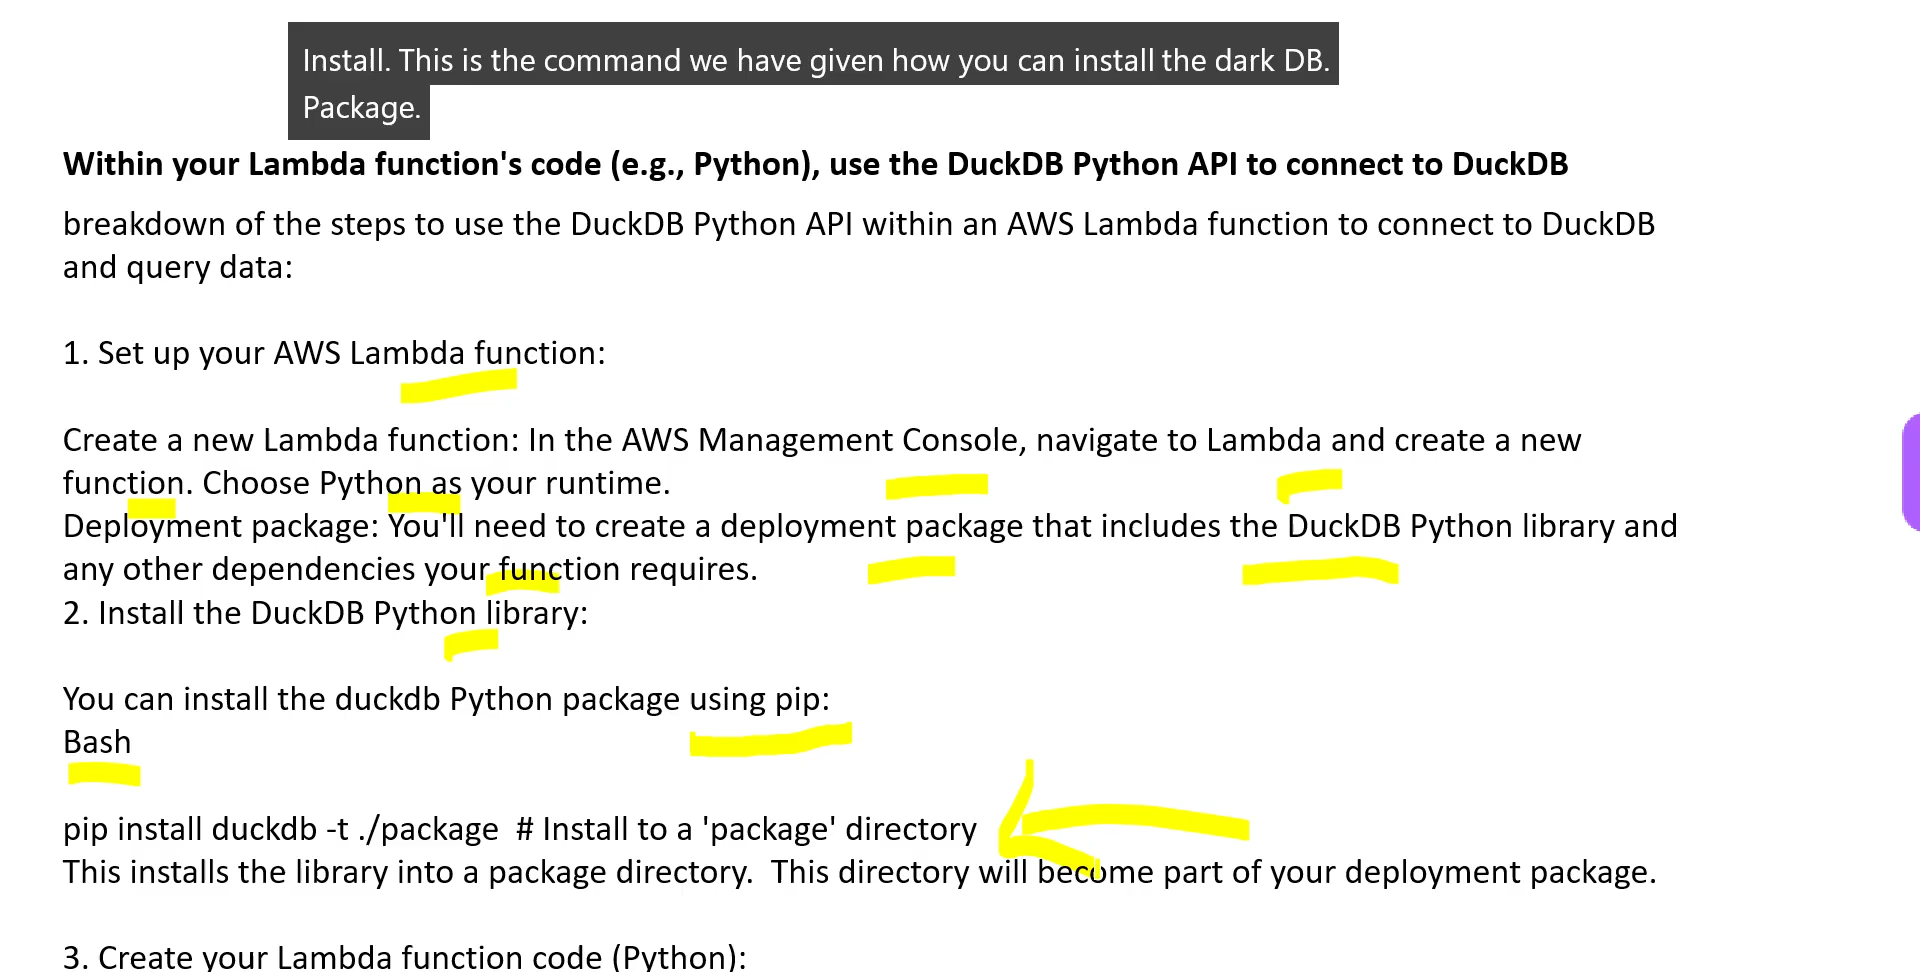 Install. This is the command we have given how you can install the dark DB.
Package.
Within your Lambda function's code (e.g., Python), use the DuckDB Python API to connect to DuckDB
breakdown of the steps to use the DuckDB Python API within an AWS Lambda function to connect to DuckDB
and query data:
1. Set up your AWS Lambda function:
Create a new Lambda function: In the AWS Management Console, navigate to Lambda and create a new
function. Choose Python as your runtime.
Deployment package: You'll need to create a deployment package that includes the DuckDB Python library and
any other dependencies your function requires.
2. Install the DuckDB Python library:
You can install the duckdb Python package using pip:
Bash
pip install duckdb -t ./package  # Install to a 'package' directory
This installs the library into a package directory.  This directory will become part of your deployment package.
3. Create your Lambda function code (Python):